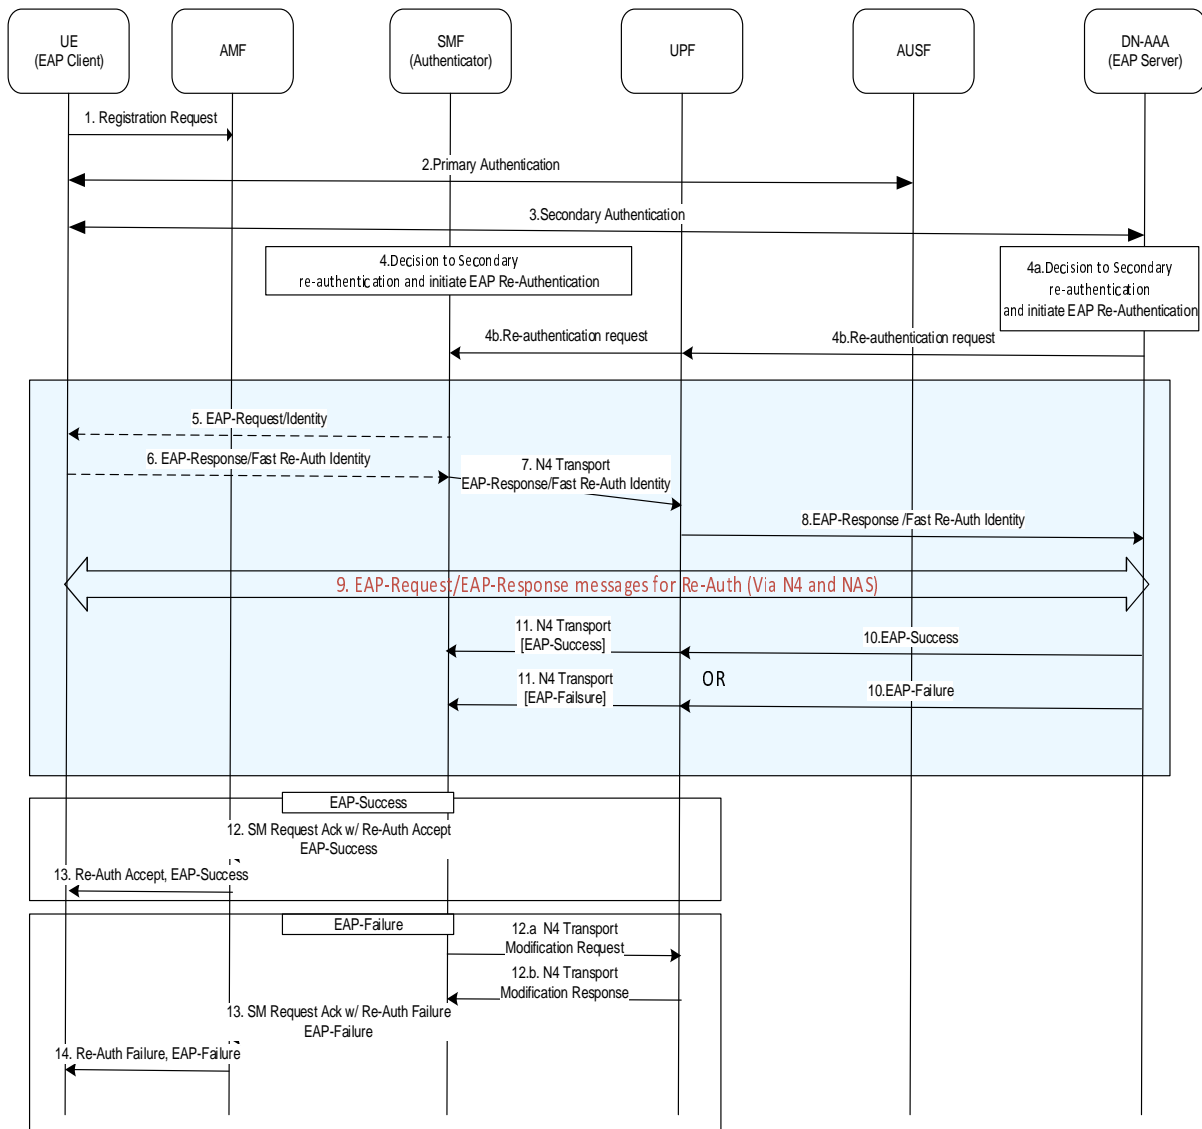 UE
(EAP Client)
AMF
SMF
(Authenticator)
UPF
AUSF
DN-AAA
(EAP Server)
1. Registration Request
2.Primary Authentication
3.Secondary Authentication
4.Decision to Secondary
re-authentication and initiate EAP Re-Authentication
4a.Decision to Secondary
re-authentication
and initiate EAP Re-Authentication
4b.Re-authentication request
4b.Re-authentication request
5. EAP-Request/Identity
6. EAP-Response/Fast Re-Auth Identity
7. N4 Transport
EAP-Response/Fast Re-Auth Identity
8.EAP-Response /Fast Re-Auth Identity
9. EAP-Request/EAP-Response messages for Re-Auth (Via N4 and NAS)
11. N4 Transport
[EAP-Success]
10.EAP-Success
OR
11. N4 Transport
[EAP-Failsure]
10.EAP-Failure
EAP-Success
12. SM Request Ack w/ Re-Auth Accept
EAP-Success
13. Re-Auth Accept, EAP-Success
EAP-Failure
12.a N4 Transport
Modification Request
12.b. N4 Transport
Modification Response
13. SM Request Ack w/ Re-Auth Failure
EAP-Failure
14. Re-Auth Failure, EAP-Failure